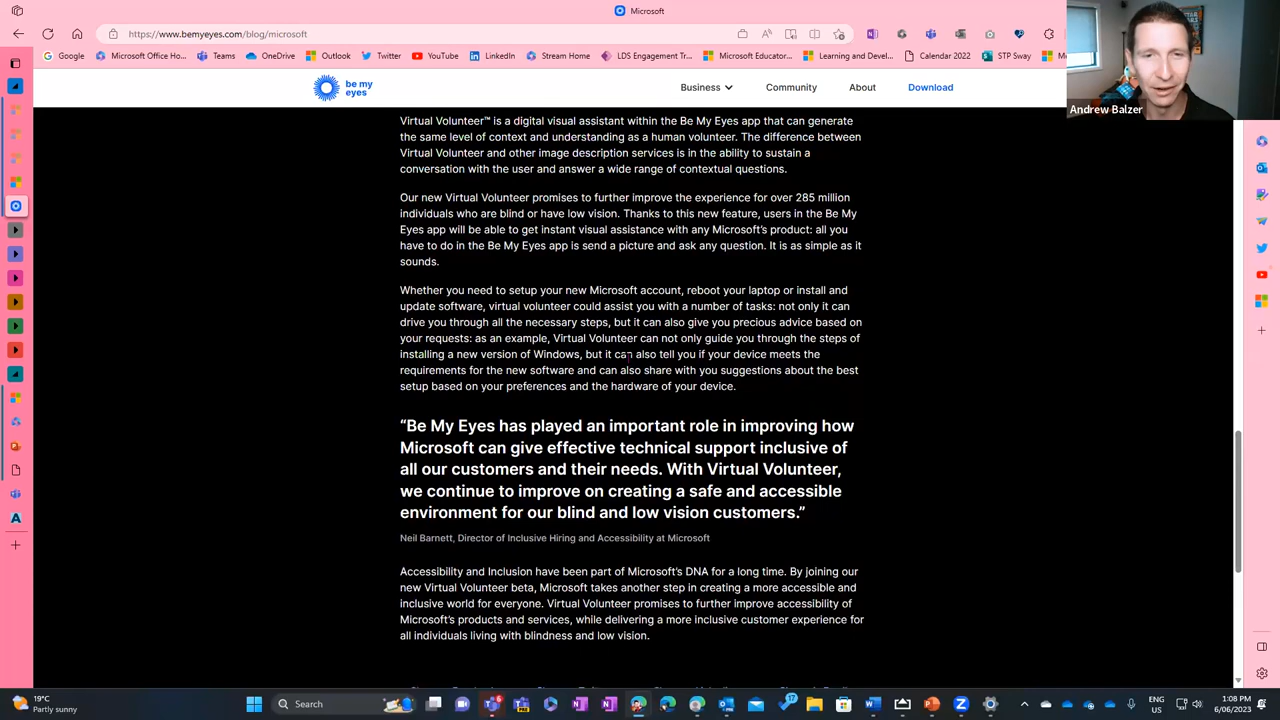 Microsoft
https://www.bemyeyes.com/blog/microsoft
Google
Microsoft Office Ho...
Teams
OneDrive
Outlook
Twitter
YouTube
LinkedIn
Stream Home
LDS Engagement Tr...
Microsoft Educator...
Learning and Devel...
Calendar 2022
STP Sway
Andrew Balzer
be my
eyes
Business
Community
About
Download
Virtual Volunteer™ is a digital visual assistant within the Be My Eyes app that can generate
the same level of context and understanding as a human volunteer. The difference between
Virtual Volunteer and other image description services is in the ability to sustain a
conversation with the user and answer a wide range of contextual questions.
Our new Virtual Volunteer promises to further improve the experience for over 285 million
individuals who are blind or have low vision. Thanks to this new feature, users in the Be My
Eyes app will be able to get instant visual assistance with any Microsoft's product: all you
have to do in the Be My Eyes app is send a picture and ask any question. It is as simple as it
sounds.
Whether you need to setup your new Microsoft account, reboot your laptop or install and
update software, virtual volunteer could assist you with a number of tasks: not only it can
drive you through all the necessary steps, but it can also give you precious advice based on
your requests: as an example, Virtual Volunteer can not only guide you through the steps of
installing a new version of Windows, but it can also tell you if your device meets the
requirements for the new software and can also share with you suggestions about the best
setup based on your preferences and the hardware of your device.
“Be My Eyes has played an important role in improving how
Microsoft can give effective technical support inclusive of
all our customers and their needs. With Virtual Volunteer,
we continue to improve on creating a safe and accessible
environment for our blind and low vision customers.”
Neil Barnett, Director of Inclusive Hiring and Accessibility at Microsoft
Accessibility and Inclusion have been part of Microsoft's DNA for a long time. By joining our
new Virtual Volunteer beta, Microsoft takes another step in creating a more accessible and
inclusive world for everyone. Virtual Volunteer promises to further improve accessibility of
Microsoft's products and services, while delivering a more inclusive customer experience for
all individuals living with blindness and low vision.
19°C
Partly sunny
Search
ENG
US
1:08 PM
6/06/2023